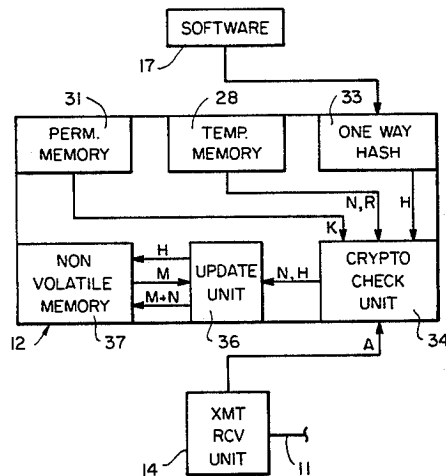 SOFTWARE
17
31
28
33
PERM. MEMORY
TEMP. MEMORY
ONE WAY HASH
N,R
H
K
NON VOLATILE MEMORY
H
M
M+N
UPDATE UNIT
N,H
CRYPTO CHECK UNIT
12
37
36
34
A
XMT RCV UNIT
14
11